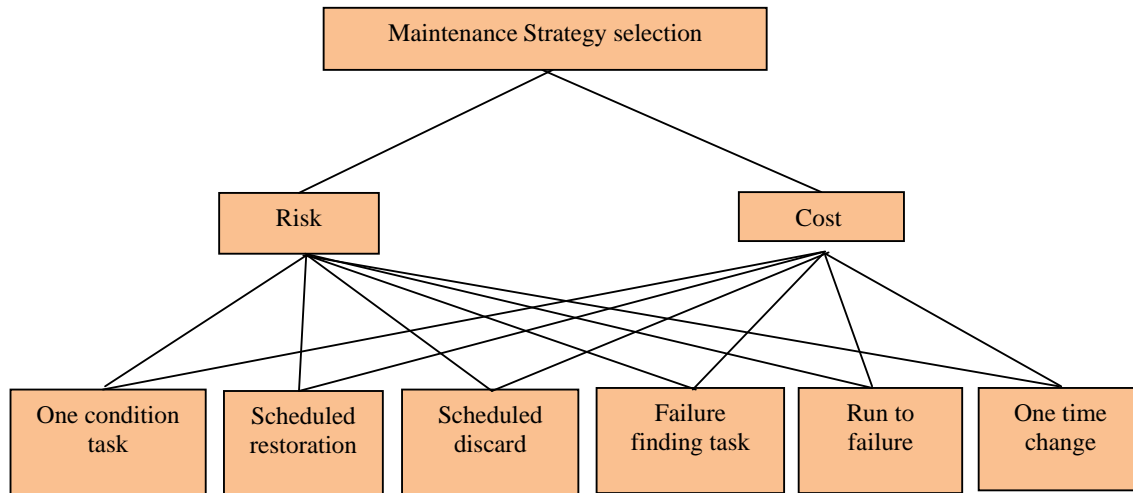 Maintenance Strategy selection
Risk
Cost
One condition
task
Scheduled
restoration
Scheduled
discard
Failure
finding task
Run to
failure
One time
change